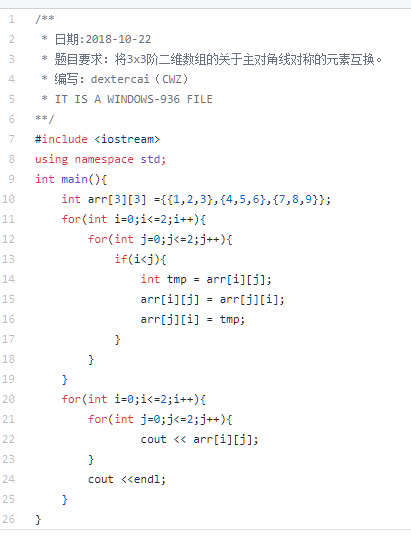 1 /**
2  * 日期:2018-10-22
3  * 题目要求：将3x3阶二维数组的关于主对角线对称的元素互换。
4  * 编写：dextercai（CWZ）
5  * IT IS A WINDOWS-936 FILE
6 **/
7 #include <iostream>
8 using namespace std;
9 int main(){
10     int arr[3][3] ={{1,2,3},{4,5,6},{7,8,9}};
11     for(int i=0;i<=2;i++){
12         for(int j=0;j<=2;j++){
13             if(i<j){
14                 int tmp = arr[i][j];
15                 arr[i][j] = arr[j][i];
16                 arr[j][i] = tmp;
17             }
18         }
19     }
20     for(int i=0;i<=2;i++){
21         for(int j=0;j<=2;j++){
22                 cout << arr[i][j];
23         }
24         cout <<endl;
25     }
26 }